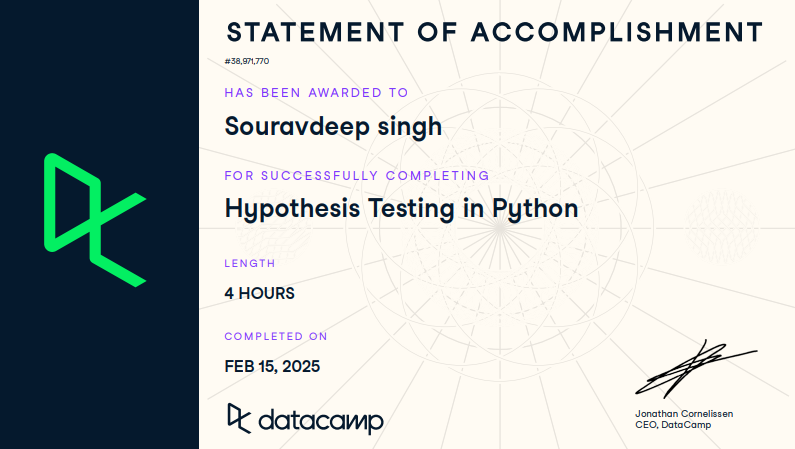 STATEMENT OF ACCOMPLISHMENT
#38,971,770
HAS BEEN AWARDED TO
Souravdeep singh
FOR SUCCESSFULLY COMPLETING
Hypothesis Testing in Python
LENGTH
4 HOURS
COMPLETED ON
FEB 15, 2025
datacamp
Jonathan Cornelissen
CEO, DataCamp